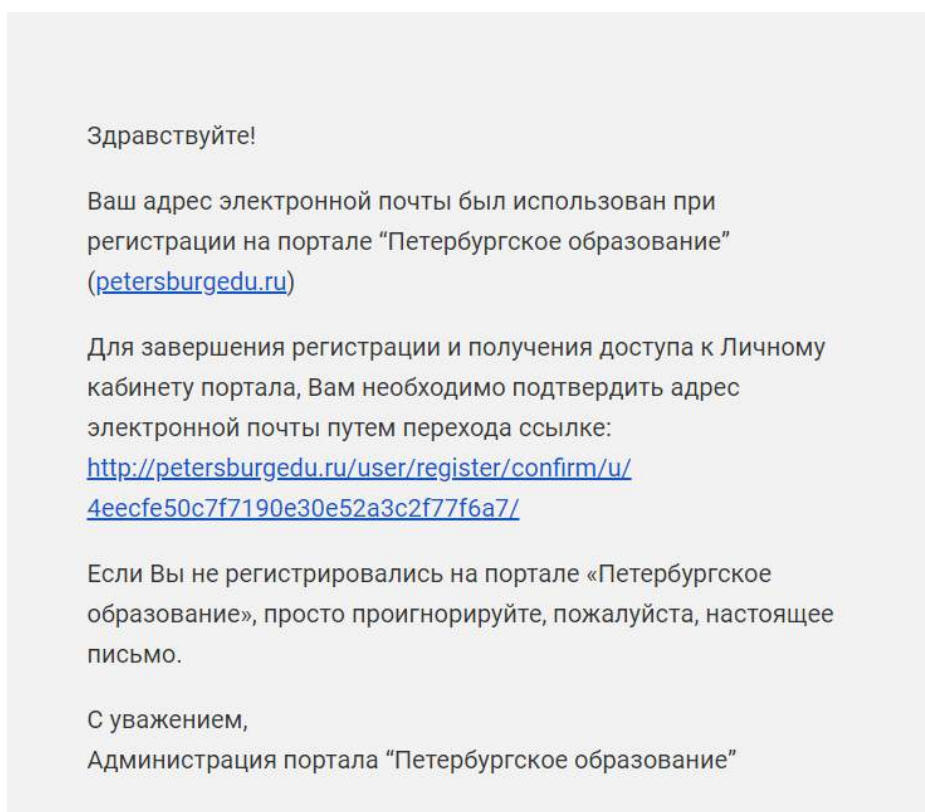 Здравствуйте!
Ваш адрес электронной почты был использован при
регистрации на портале “Петербургское образование”
(petersburgedu.ru)
Для завершения регистрации и получения доступа к Личному
кабинету портала, Вам необходимо подтвердить адрес
электронной почты путем перехода ссылке:
http://petersburgedu.ru/user/register/confirm/u/
4eecfe50c7f7190e30e52a3c2f77f6a7/
Если Вы не регистрировались на портале «Петербургское
образование», просто проигнорируйте, пожалуйста, настоящее
письмо.
С уважением,
Администрация портала “Петербургское образование”